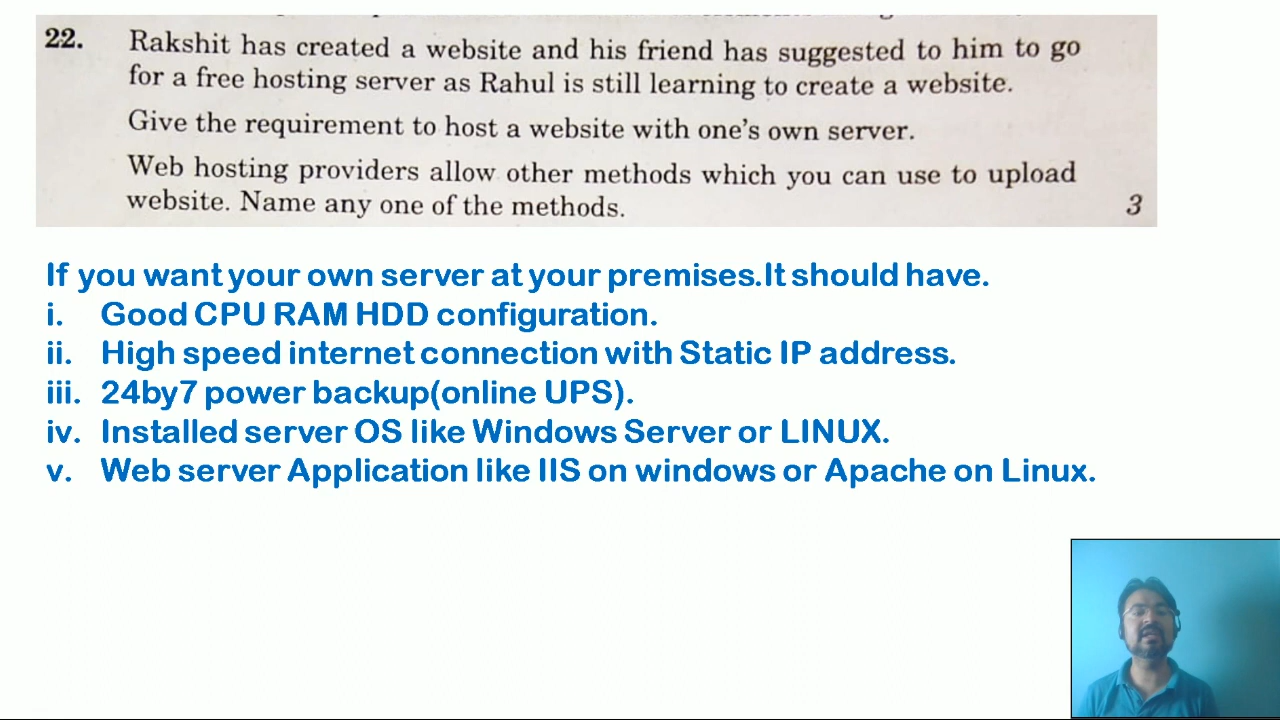 22. Rakshit has created a website and his friend has suggested to him to go
for a free hosting server as Rahul is still learning to create a website.
Give the requirement to host a website with one's own server.
Web hosting providers allow other methods which you can use to upload
website. Name any one of the methods. 3
If you want your own server at your premises.It should have.
i. Good CPU RAM HDD configuration.
ii. High speed internet connection with Static IP address.
iii. 24by7 power backup(online UPS).
iv. Installed server OS like Windows Server or LINUX.
v. Web server Application like IIS on windows or Apache on Linux.